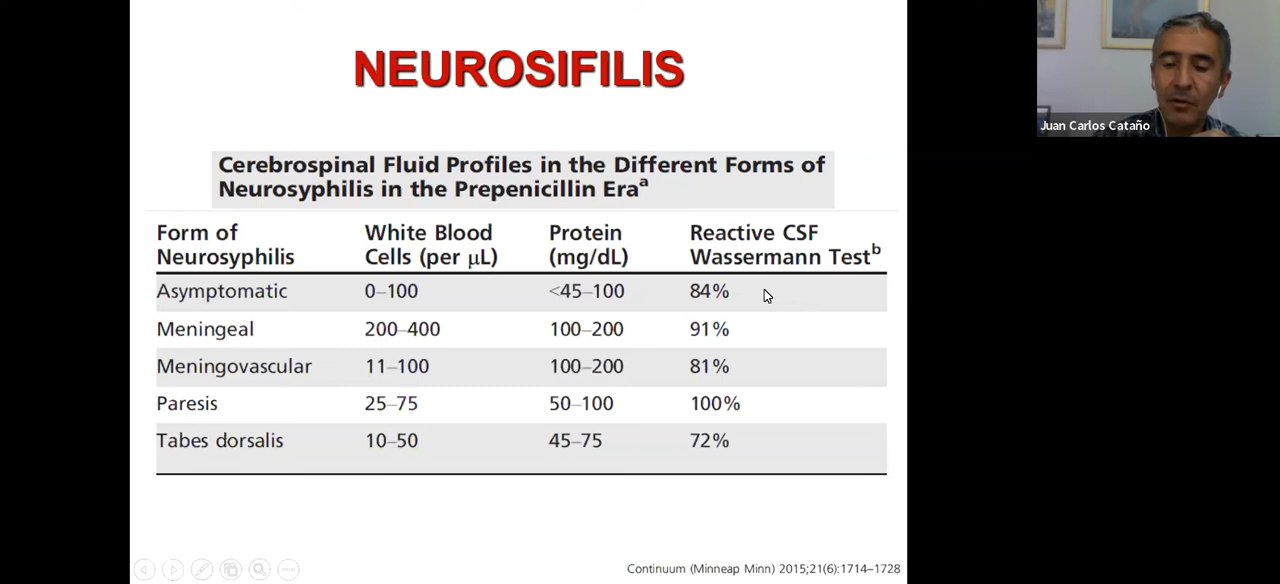 NEUROSIFILIS
Juan Carlos Cataño
Cerebrospinal Fluid Profiles in the Different Forms of
Neurosyphilis in the Prepenicillin Eraª
Form of Neurosyphilis White Blood Cells (per μL) Protein (mg/dL) Reactive CSF Wassermann Testᵇ
Asymptomatic 0–100 <45–100 84%
Meningeal 200–400 100–200 91%
Meningovascular 11–100 100–200 81%
Paresis 25–75 50–100 100%
Tabes dorsalis 10–50 45–75 72%
Continuum (Minneap Minn) 2015;21(6):1714–1728